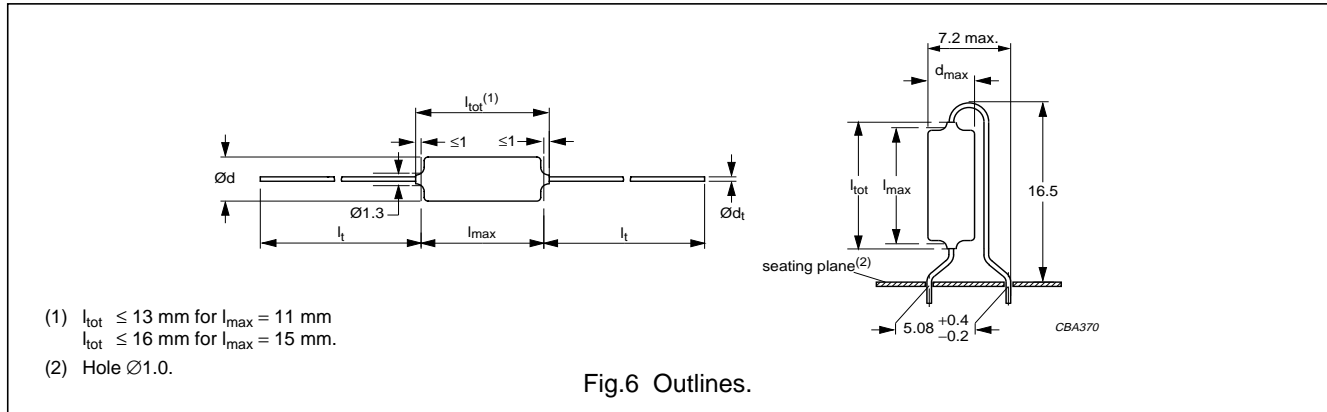 l_tot(1)
≤1
≤1
Ød
Ø1.3
Ød_t
l_t
l_max
l_t
7.2 max.
d_max
l_tot
l_max
16.5
seating plane(2)
5.08 +0.4 −0.2
CBA370
(1) l_tot ≤ 13 mm for l_max = 11 mm
l_tot ≤ 16 mm for l_max = 15 mm.
(2) Hole ∅1.0.
Fig.6 Outlines.